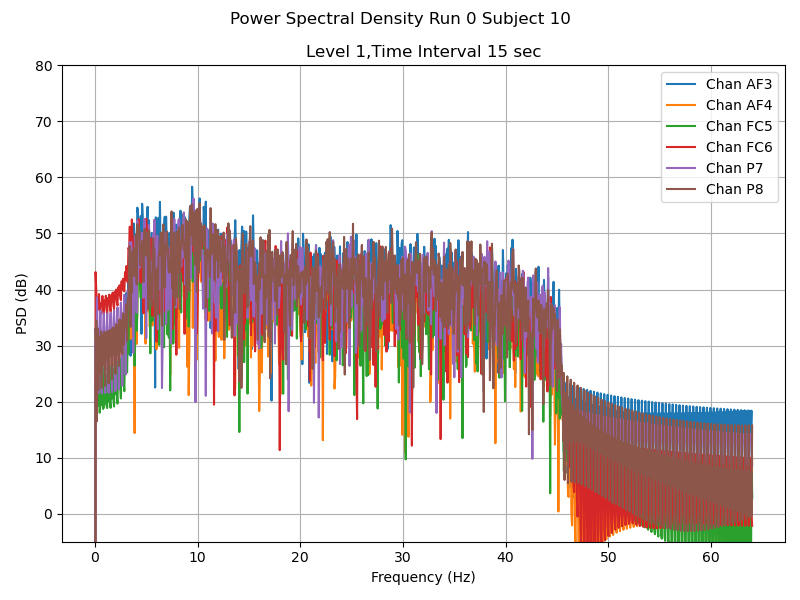 Power Spectral Density Run 0 Subject 10
Level 1,Time Interval 15 sec
80
70
60
50
40
30
20
10
0
PSD (dB)
Chan AF3
Chan AF4
Chan FC5
Chan FC6
Chan P7
Chan P8
0 10 20 30 40 50 60
Frequency (Hz)